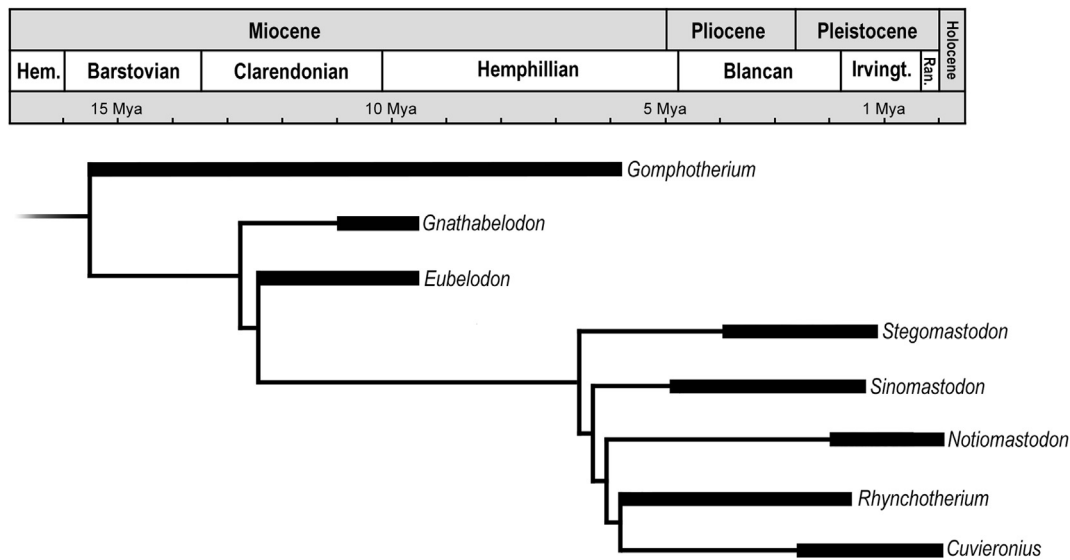 Miocene Pliocene Pleistocene Holocene
Hem. Barstovian Clarendonian Hemphillian Blancan Irvingt. Ran.
15 Mya 10 Mya 5 Mya 1 Mya
Gomphotherium
Gnathabelodon
Eubelodon
Stegomastodon
Sinomastodon
Notiomastodon
Rhynchotherium
Cuvieronius